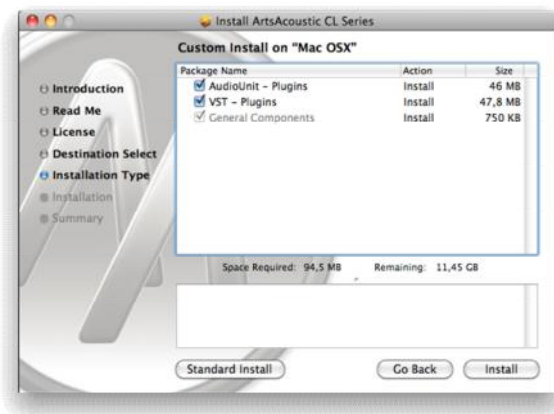 Install ArtsAcoustic CL Series
Custom Install on "Mac OSX"
Introduction
Read Me
License
Destination Select
Installation Type
Installation
Summary
Package Name Action Size
AudioUnit – Plugins Install 46 MB
VST – Plugins Install 47,8 MB
General Components Install 750 KB
Space Required: 94,5 MB Remaining: 11,45 GB
Standard Install Go Back Install